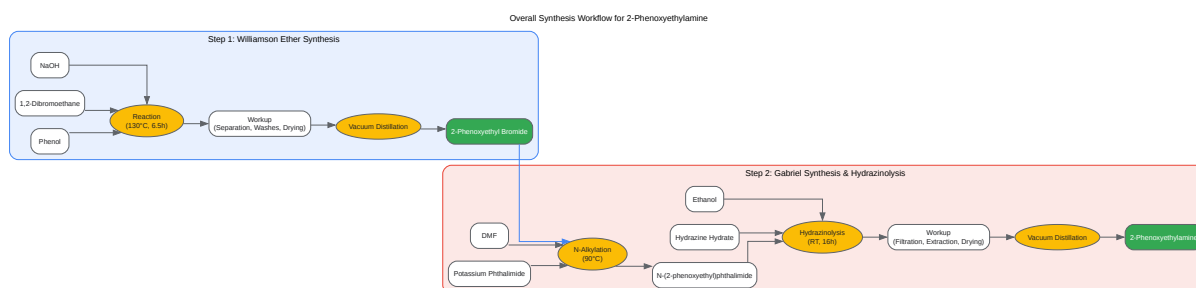 Overall Synthesis Workflow for 2-Phenoxyethylamine
Step 1: Williamson Ether Synthesis
NaOH
1,2-Dibromoethane
Phenol
Reaction
(130°C, 6.5h)
Workup
(Separation, Washes, Drying)
Vacuum Distillation
2-Phenoxyethyl Bromide
Step 2: Gabriel Synthesis & Hydrazinolysis
Ethanol
DMF
Potassium Phthalimide
N-Alkylation
(90°C)
Hydrazine Hydrate
N-(2-phenoxyethyl)phthalimide
Hydrazinolysis
(RT, 16h)
Workup
(Filtration, Extraction, Drying)
Vacuum Distillation
2-Phenoxyethylamine